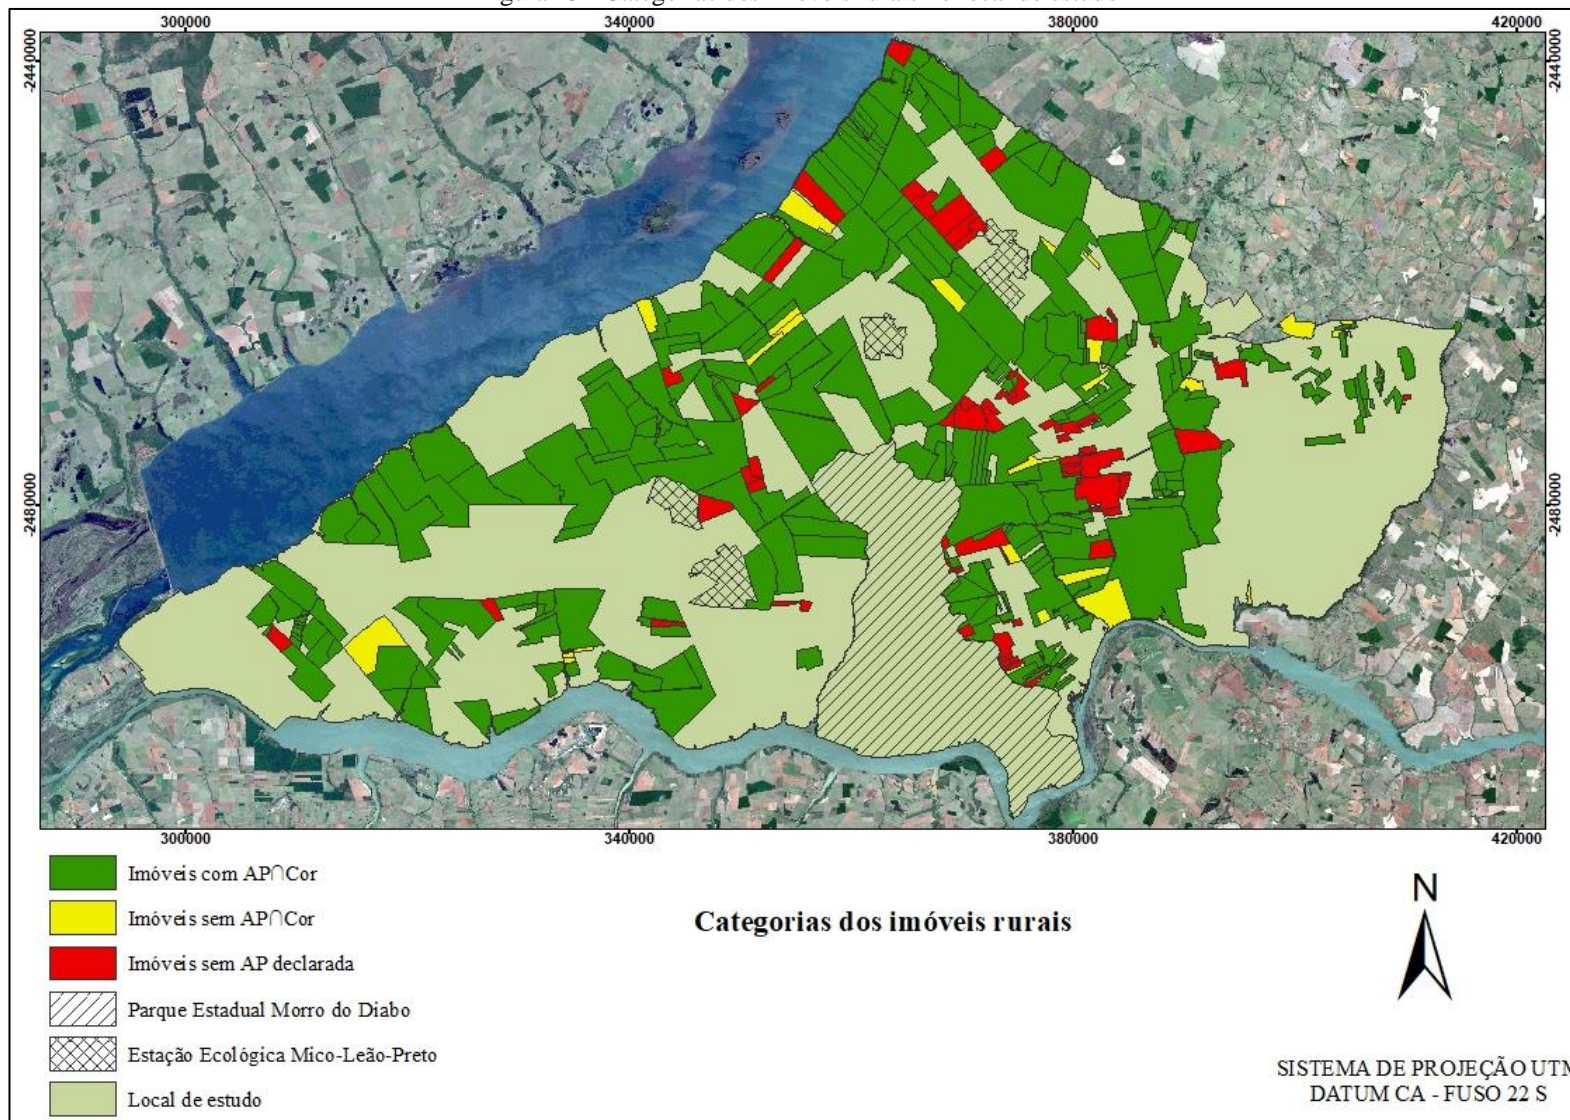 300000 340000 380000 420000
-2440000 -2440000
-2480000 -2480000
300000 340000 380000 420000
Imóveis com AP∩Cor
Imóveis sem AP∩Cor
Imóveis sem AP declarada
Parque Estadual Morro do Diabo
Estação Ecológica Mico-Leão-Preto
Local de estudo
Categorias dos imóveis rurais
N
SISTEMA DE PROJEÇÃO UTM
DATUM CA - FUSO 22 S